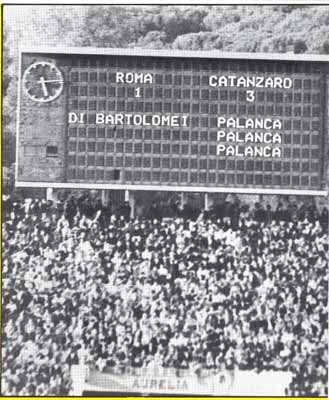 ROMA CATANZARO
1 3
DI BARTOLOMEI PALANCA
PALANCA
PALANCA
AURELIA